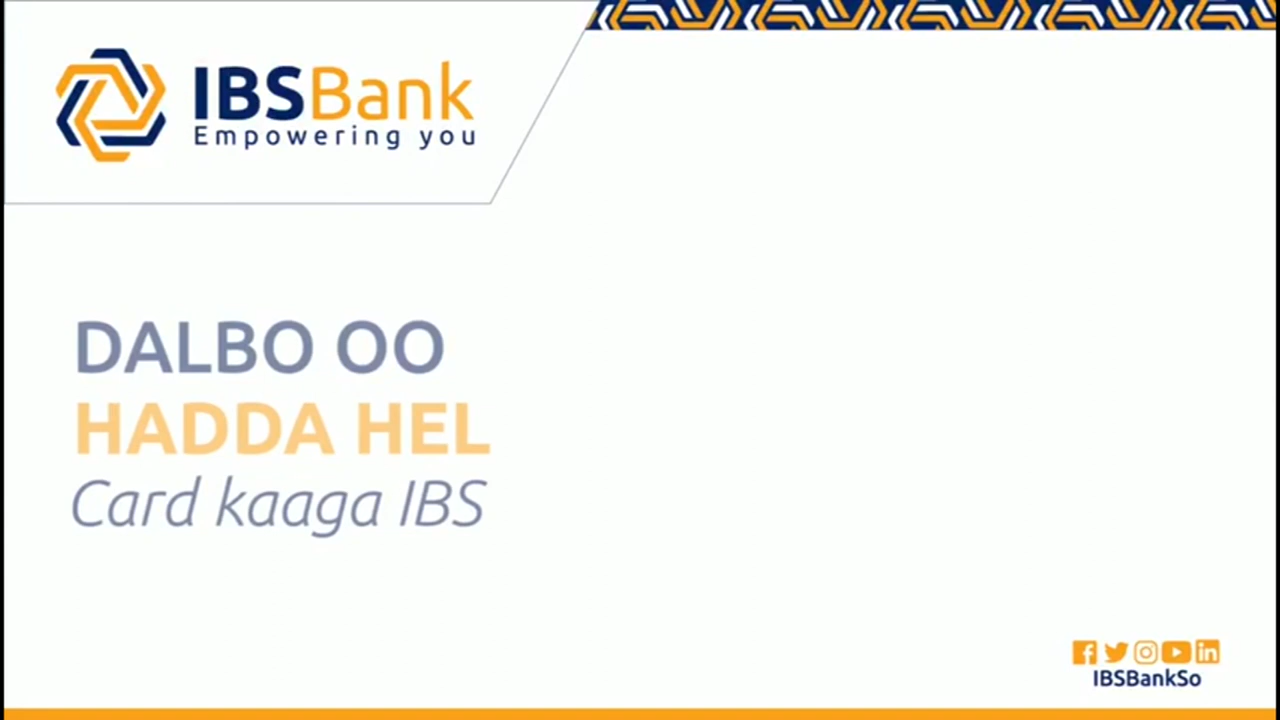 IBSBank
Empowering you
DALBO OO
HADDA HEL
Card kaaga IBS
IBSBankSo